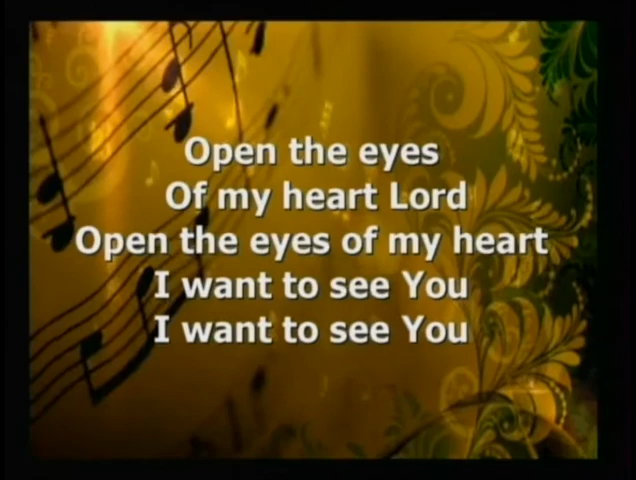 Open the eyes
Of my heart Lord
Open the eyes of my heart
I want to see You
I want to see You